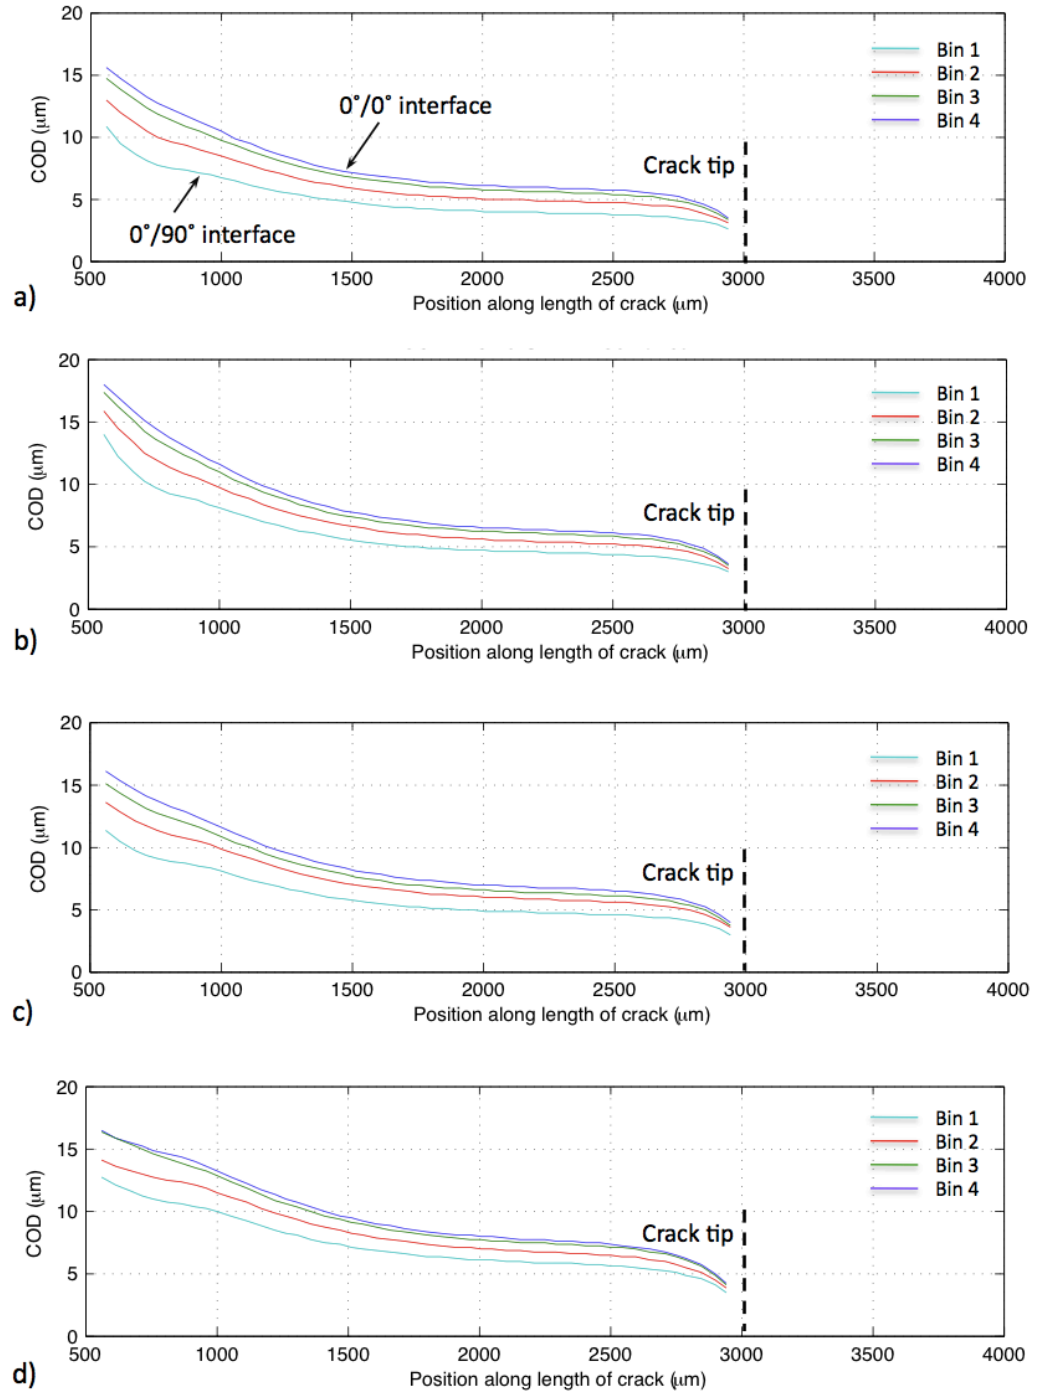 20
15
10
5
0
COD (μm)
0˚/0˚ interface
0˚/90˚ interface
Crack tip
Bin 1
Bin 2
Bin 3
Bin 4
500 1000 1500 2000 2500 3000 3500 4000
Position along length of crack (μm)
a)
20
15
10
5
0
COD (μm)
Crack tip
Bin 1
Bin 2
Bin 3
Bin 4
500 1000 1500 2000 2500 3000 3500 4000
Position along length of crack (μm)
b)
20
15
10
5
0
COD (μm)
Crack tip
Bin 1
Bin 2
Bin 3
Bin 4
500 1000 1500 2000 2500 3000 3500 4000
Position along length of crack (μm)
c)
20
15
10
5
0
COD (μm)
Crack tip
Bin 1
Bin 2
Bin 3
Bin 4
500 1000 1500 2000 2500 3000 3500 4000
Position along length of crack (μm)
d)